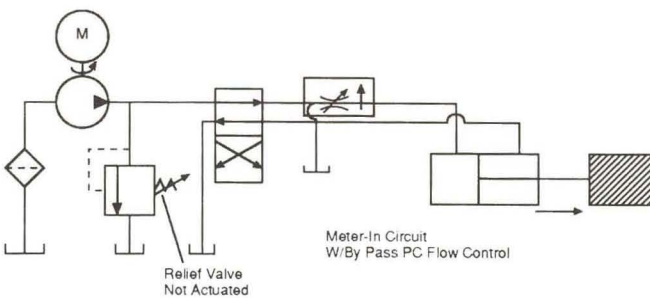 M
Meter-In Circuit
W/By Pass PC Flow Control
Relief Valve
Not Actuated